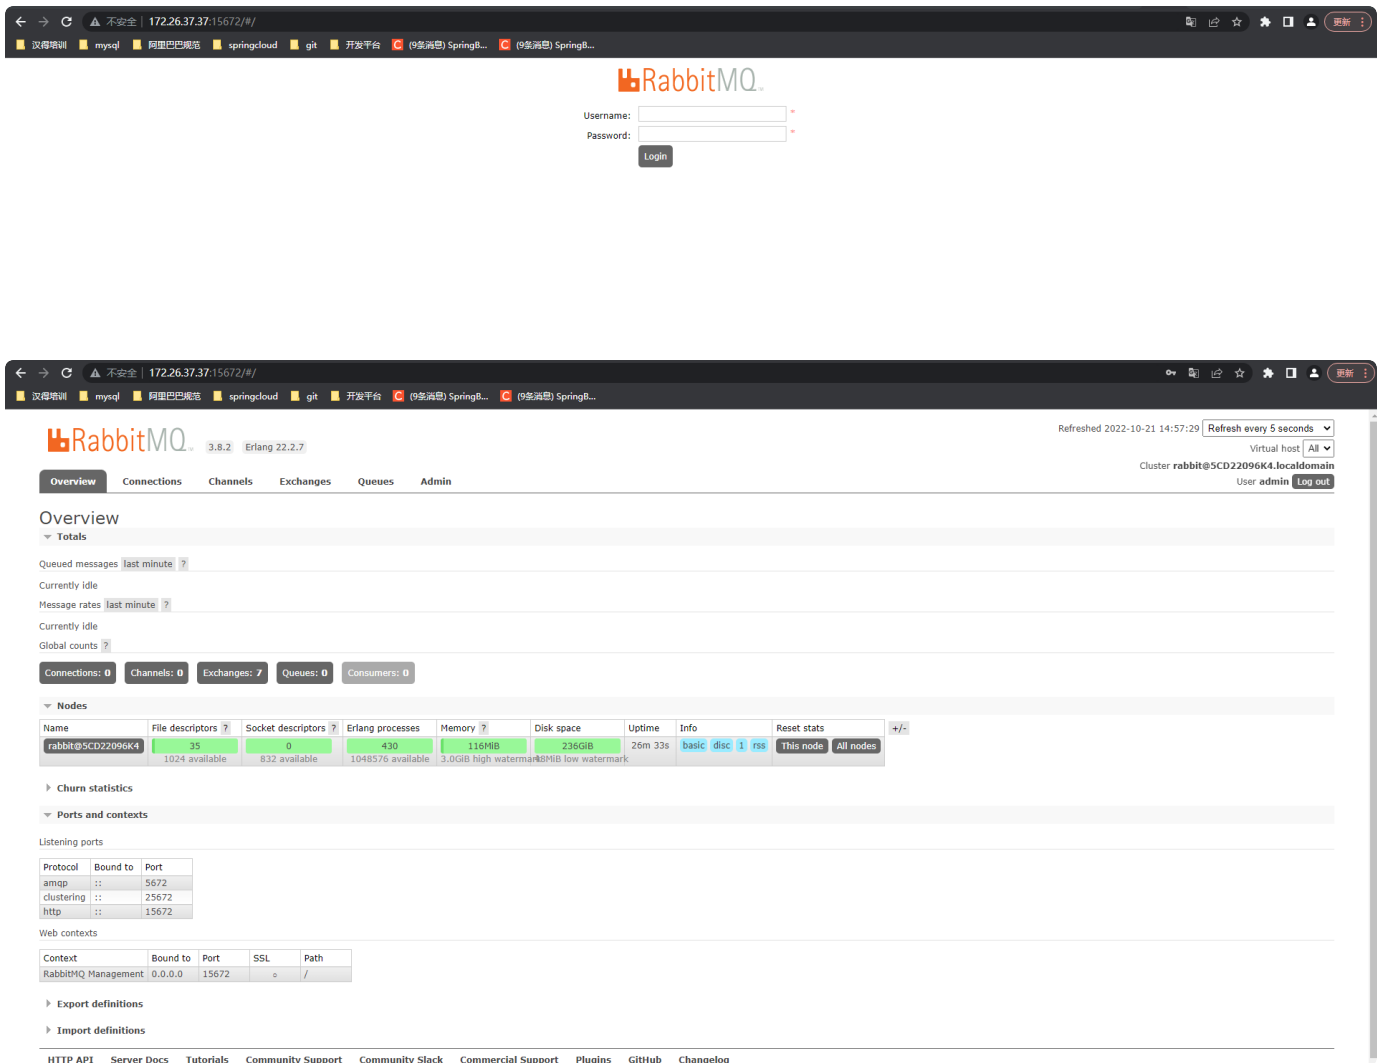 不安全 | 172.26.37.37:15672/#/ 更新
汉得培训 mysql 阿里巴巴规范 springcloud git 开发平台 (9条消息) SpringB... (9条消息) SpringB...
RabbitMQ
Username: *
Password: *
Login
不安全 | 172.26.37.37:15672/#/ 更新
汉得培训 mysql 阿里巴巴规范 springcloud git 开发平台 (9条消息) SpringB... (9条消息) SpringB...
Refreshed 2022-10-21 14:57:29 Refresh every 5 seconds
RabbitMQ 3.8.2 Erlang 22.2.7
Virtual host All
Cluster rabbit@5CD22096K4.localdomain
Overview Connections Channels Exchanges Queues Admin
User admin Log out
Overview
Totals
Queued messages last minute ?
Currently idle
Message rates last minute ?
Currently idle
Global counts ?
Connections: 0 Channels: 0 Exchanges: 7 Queues: 0 Consumers: 0
Nodes
Name File descriptors ? Socket descriptors ? Erlang processes Memory ? Disk space Uptime Info Reset stats +/-
rabbit@5CD22096K4 35 0 430 116MiB 236GiB 26m 33s basic disc 1 rss This node All nodes
1024 available 832 available 1048576 available 3.0GiB high watermark 48MiB low watermark
Churn statistics
Ports and contexts
Listening ports
Protocol Bound to Port
amqp :: 5672
clustering :: 25672
http :: 15672
Web contexts
Context Bound to Port SSL Path
RabbitMQ Management 0.0.0.0 15672 ○ /
Export definitions
Import definitions
HTTP API Server Docs Tutorials Community Support Community Slack Commercial Support Plugins GitHub Changelog